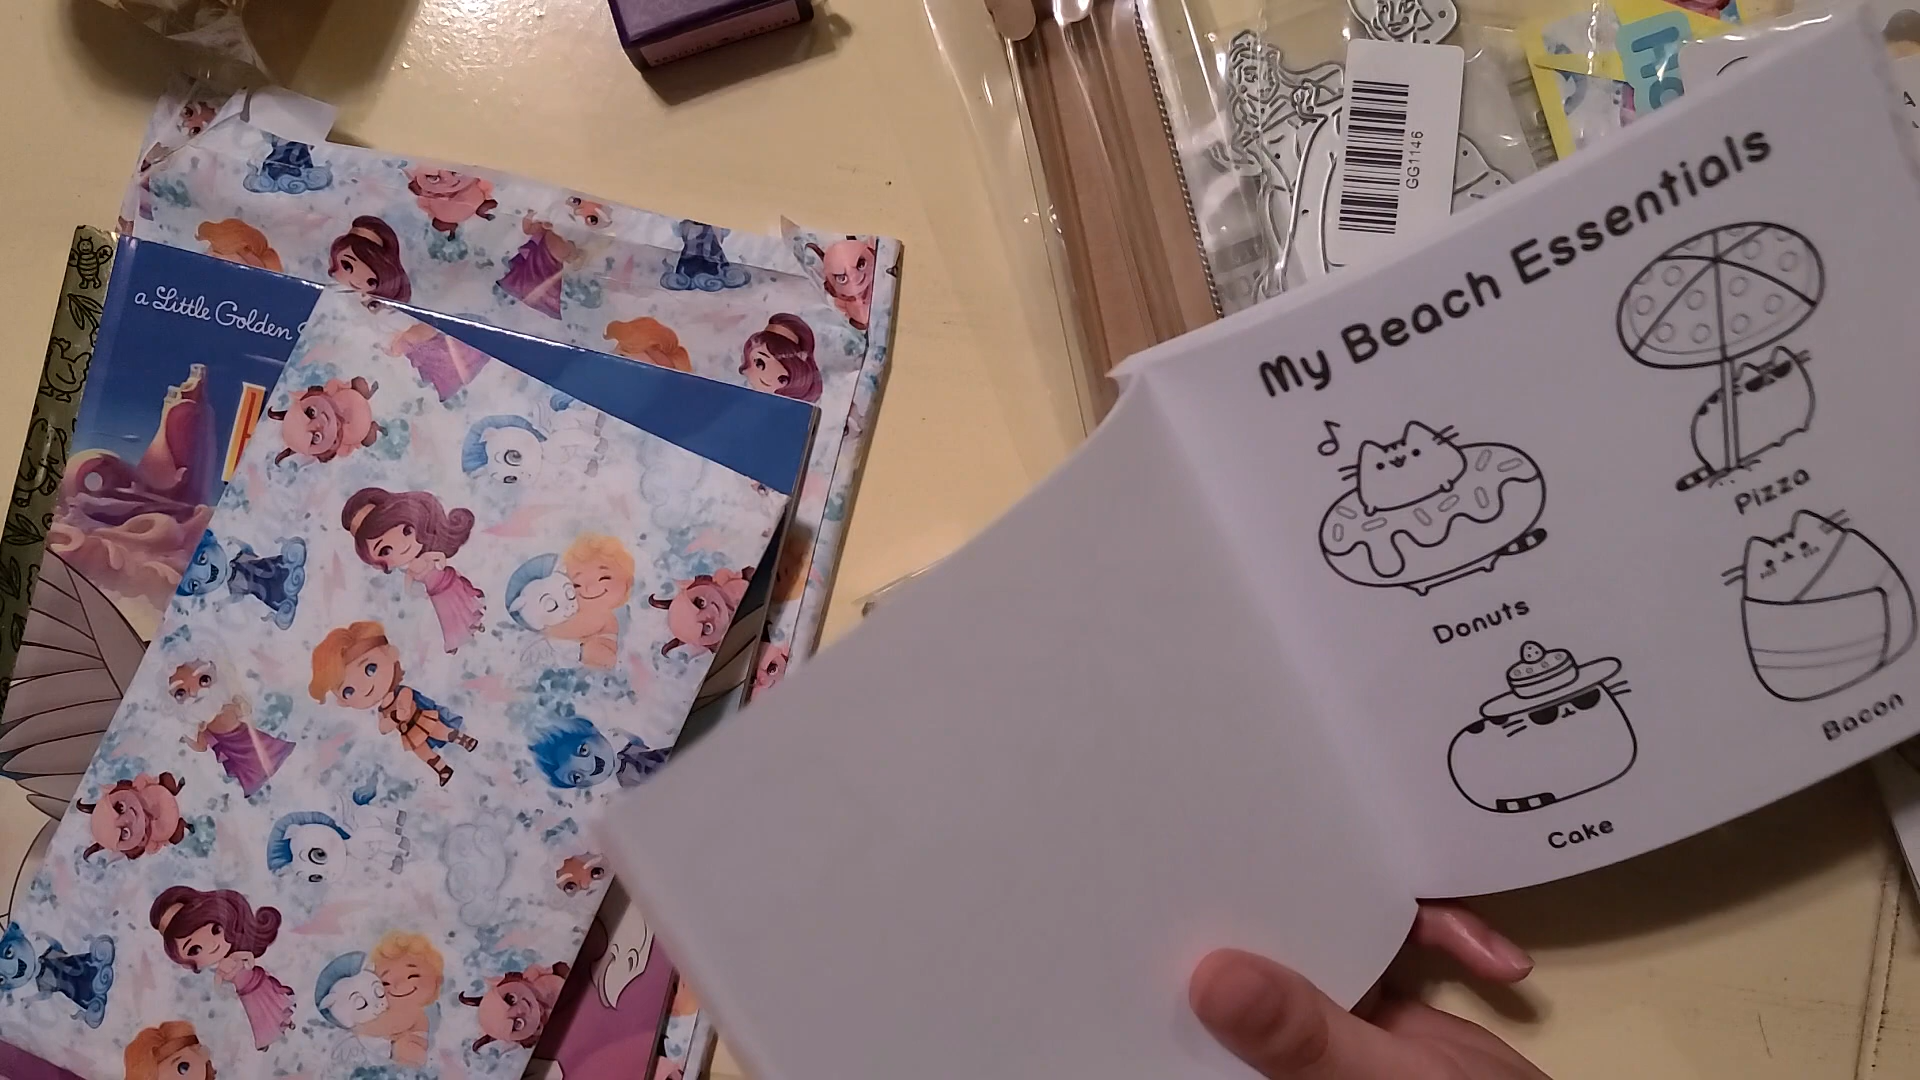 a Little Golden
GG1146
My Beach Essentials
Pizza
Donuts
Bacon
Cake